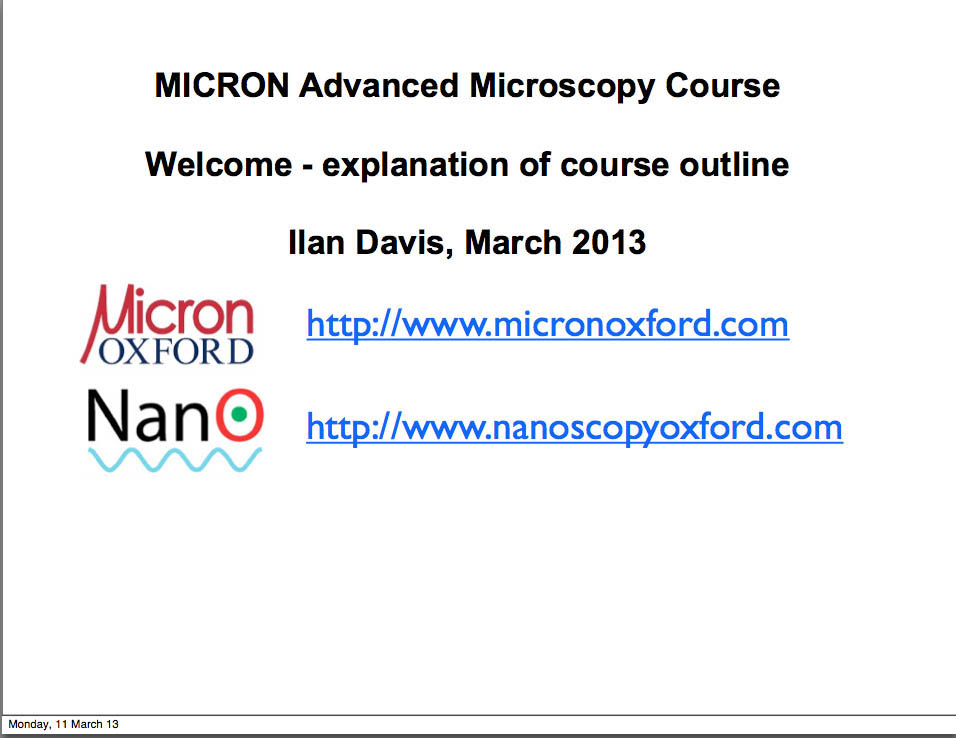 MICRON Advanced Microscopy Course
Welcome - explanation of course outline
Ilan Davis, March 2013
Micron
OXFORD
http://www.micronoxford.com
NanO
http://www.nanoscopyoxford.com
Monday, 11 March 13